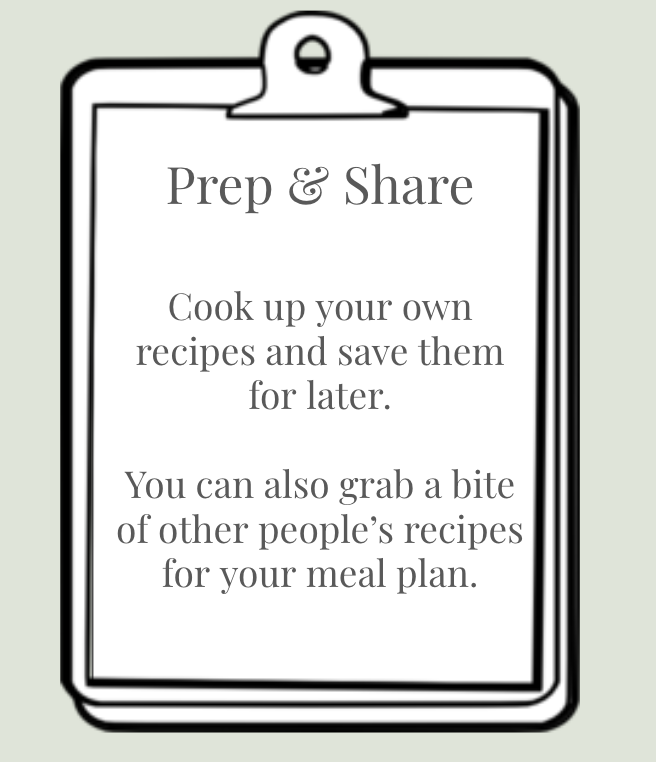 Prep & Share
Cook up your own
recipes and save them
for later.
You can also grab a bite
of other people’s recipes
for your meal plan.